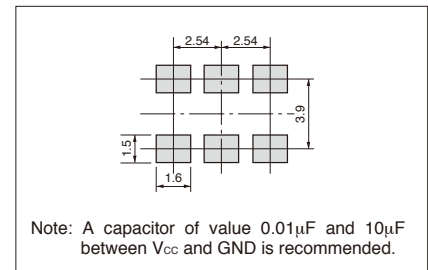 2.54 2.54
3.9
1.5
1.6
Note: A capacitor of value 0.01μF and 10μF
between Vcc and GND is recommended.